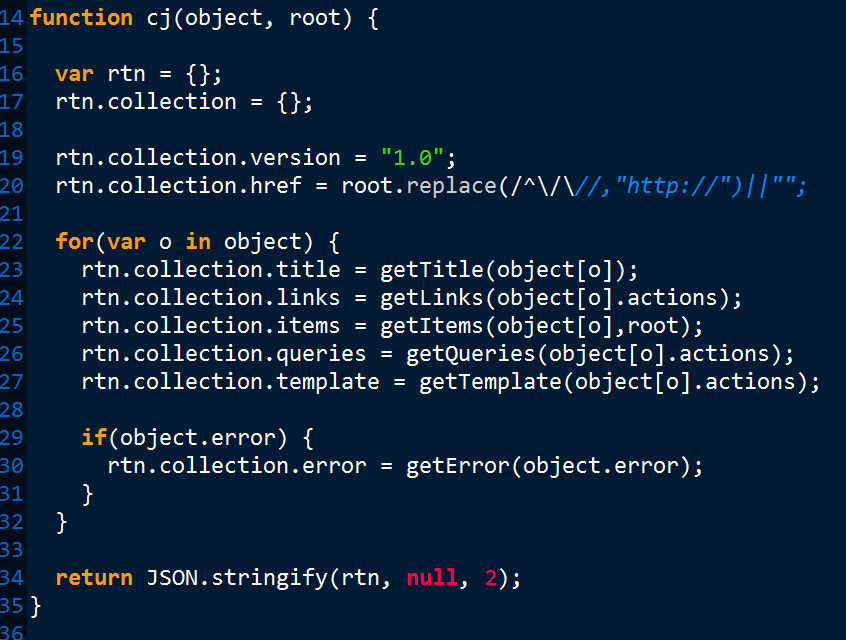 14 function cj(object, root) {
15
16   var rtn = {};
17   rtn.collection = {};
18
19   rtn.collection.version = "1.0";
20   rtn.collection.href = root.replace(/^\/\//,"http://")||"";
21
22   for(var o in object) {
23     rtn.collection.title = getTitle(object[o]);
24     rtn.collection.links = getLinks(object[o].actions);
25     rtn.collection.items = getItems(object[o],root);
26     rtn.collection.queries = getQueries(object[o].actions);
27     rtn.collection.template = getTemplate(object[o].actions);
28
29     if(object.error) {
30       rtn.collection.error = getError(object.error);
31     }
32   }
33
34   return JSON.stringify(rtn, null, 2);
35 }
36